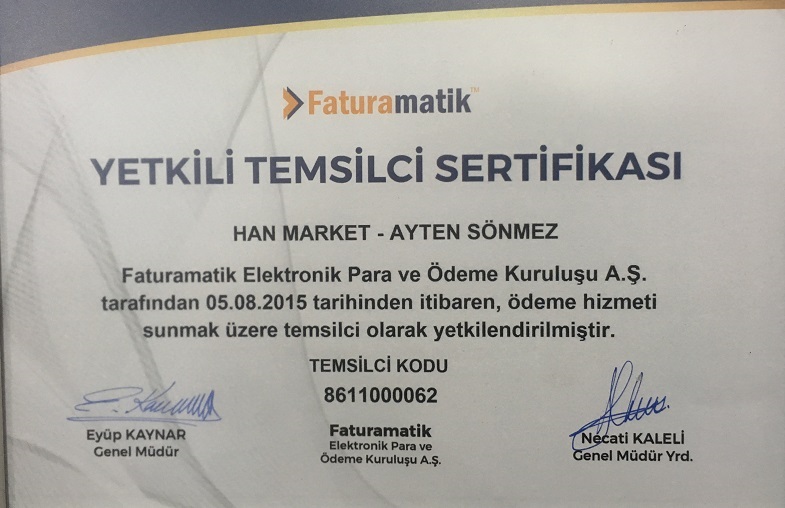 Faturamatik™
YETKİLİ TEMSİLCİ SERTİFİKASI
HAN MARKET - AYTEN SÖNMEZ
Faturamatik Elektronik Para ve Ödeme Kuruluşu A.Ş.
tarafından 05.08.2015 tarihinden itibaren, ödeme hizmeti
sunmak üzere temsilci olarak yetkilendirilmiştir.
TEMSİLCİ KODU
8611000062
E. Kaynar
Eyüp KAYNAR
Genel Müdür
Faturamatik
Elektronik Para ve
Ödeme Kuruluşu A.Ş.
Necati KALELİ
Genel Müdür Yrd.